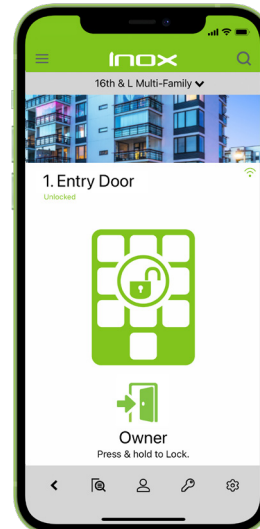 INOX
16th & L Multi-Family
1. Entry Door
Unlocked
Owner
Press & hold to Lock.